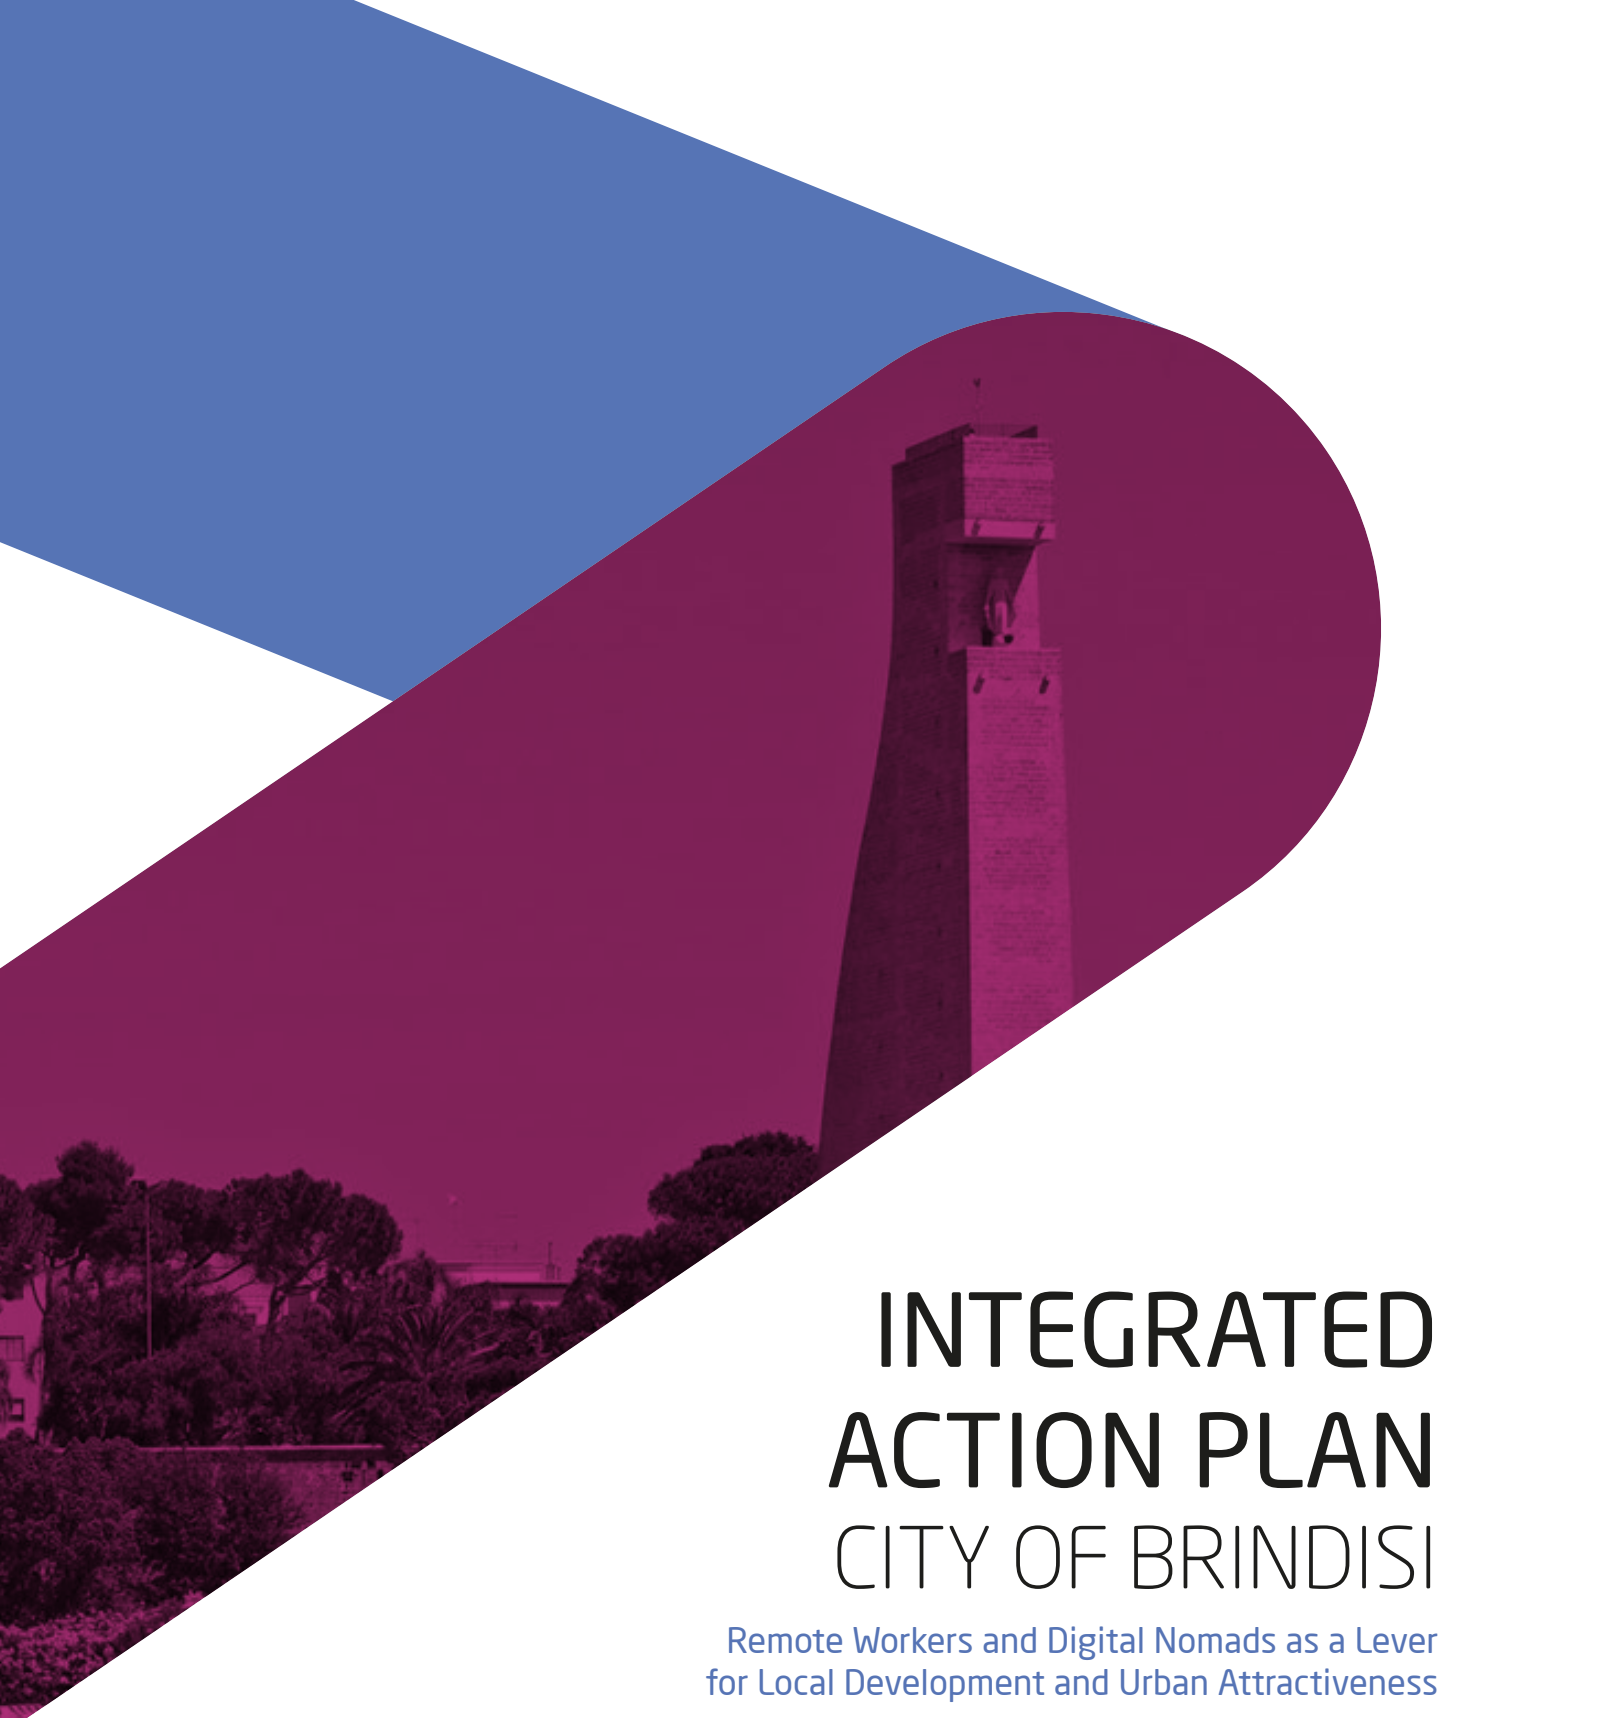 INTEGRATED
ACTION PLAN
CITY OF BRINDISI
Remote Workers and Digital Nomads as a Lever
for Local Development and Urban Attractiveness